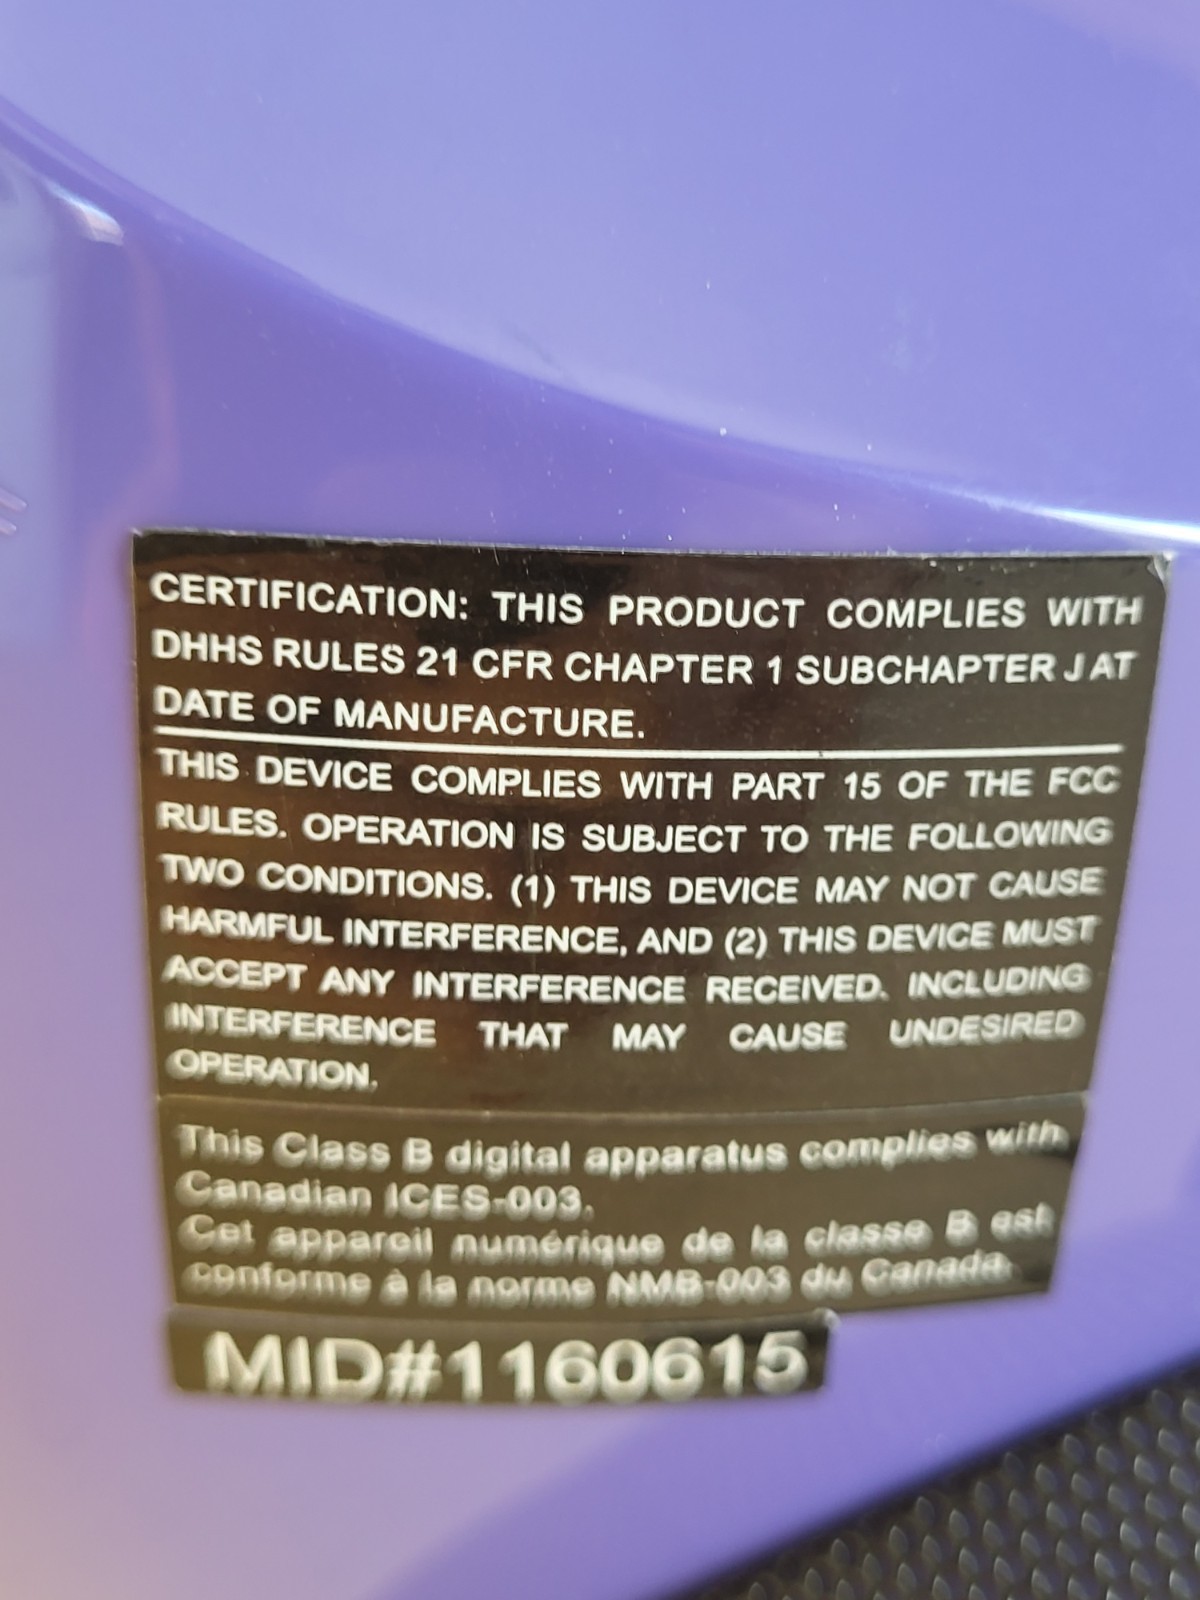 CERTIFICATION: THIS PRODUCT COMPLIES WITH
DHHS RULES 21 CFR CHAPTER 1 SUBCHAPTER J AT
DATE OF MANUFACTURE.
THIS DEVICE COMPLIES WITH PART 15 OF THE FCC
RULES. OPERATION IS SUBJECT TO THE FOLLOWING
TWO CONDITIONS. (1) THIS DEVICE MAY NOT CAUSE
HARMFUL INTERFERENCE, AND (2) THIS DEVICE MUST
ACCEPT ANY INTERFERENCE RECEIVED. INCLUDING
INTERFERENCE THAT MAY CAUSE UNDESIRED
OPERATION.
This Class B digital apparatus complies with
Canadian ICES-003.
Cet appareil numérique de la classe B est
conforme à la norme NMB-003 du Canada.
MID#1160615